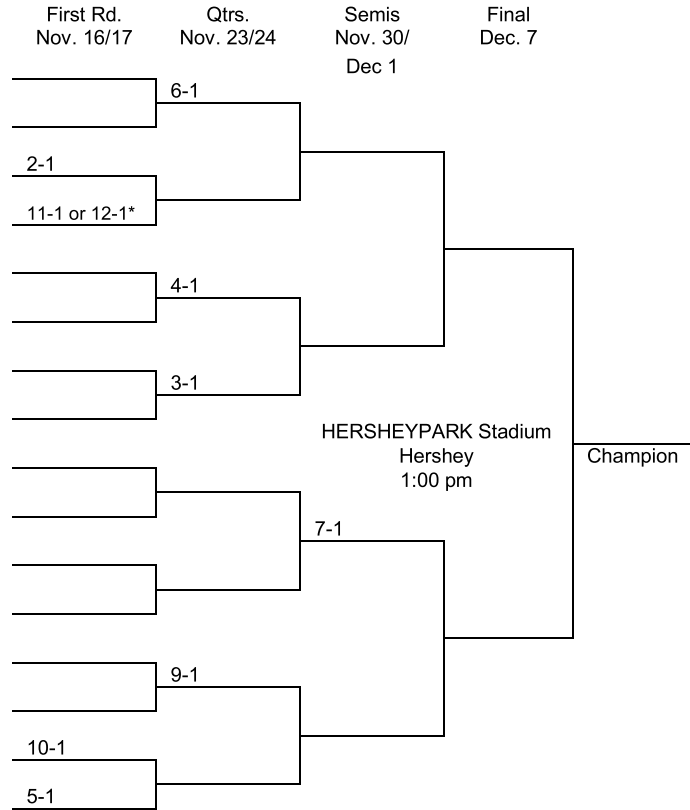 First Rd.
Nov. 16/17
Qtrs.
Nov. 23/24
Semis
Nov. 30/
Dec 1
Final
Dec. 7
6-1
2-1
11-1 or 12-1*
4-1
3-1
HERSHEYPARK Stadium
Hershey
1:00 pm
Champion
7-1
9-1
10-1
5-1